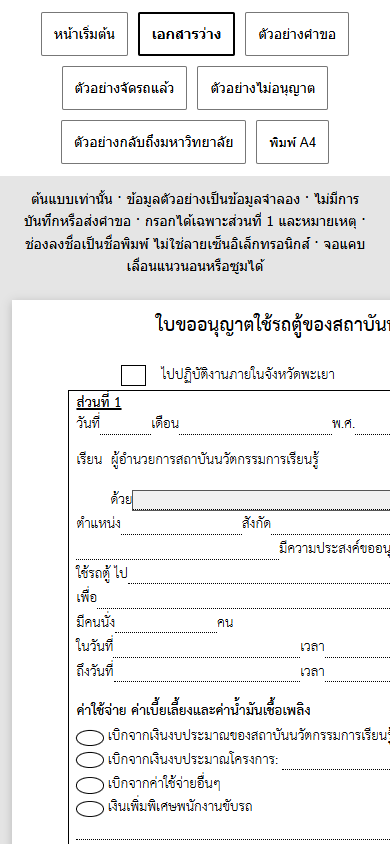 หน้าเริ่มต้น
เอกสารว่าง
ตัวอย่างคำขอ
ตัวอย่างจัดรถแล้ว
ตัวอย่างไม่อนุญาต
ตัวอย่างกลับถึงมหาวิทยาลัย
พิมพ์ A4
ต้นแบบเท่านั้น · ข้อมูลตัวอย่างเป็นข้อมูลจำลอง · ไม่มีการ
บันทึกหรือส่งคำขอ · กรอกได้เฉพาะส่วนที่ 1 และหมายเหตุ ·
ช่องลงชื่อเป็นชื่อพิมพ์ ไม่ใช่ลายเซ็นอิเล็กทรอนิกส์ · จอแคบ
เลื่อนแนวนอนหรือซูมได้
ใบขออนุญาตใช้รถตู้ของสถาบัน
ไปปฏิบัติงานภายในจังหวัดพะเยา
ส่วนที่ 1
วันที่ เดือน พ.ศ.
เรียน ผู้อำนวยการสถาบันนวัตกรรมการเรียนรู้
ด้วย
ตำแหน่ง สังกัด
มีความประสงค์ขออนุ
ใช้รถตู้ ไป
เพื่อ
มีคนนั่ง คน
ในวันที่ เวลา
ถึงวันที่ เวลา
ค่าใช้จ่าย ค่าเบี้ยเลี้ยงและค่าน้ำมันเชื้อเพลิง
เบิกจากเงินงบประมาณของสถาบันนวัตกรรมการเรียนรู้
เบิกจากเงินงบประมาณโครงการ:
เบิกจากค่าใช้จ่ายอื่นๆ
เงินเพิ่มพิเศษพนักงานขับรถ